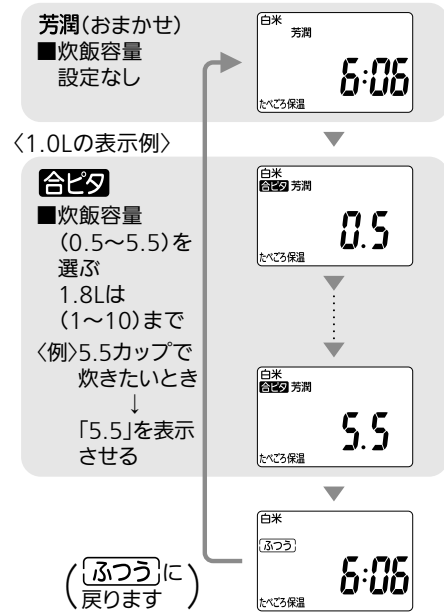 芳潤(おまかせ)
■炊飯容量
設定なし
白米
芳潤
6:06
たべごろ保温
〈1.0Lの表示例〉
合ピタ
■炊飯容量
(0.5～5.5)を
選ぶ
1.8Lは
(1～10)まで
〈例〉5.5カップで
炊きたいとき
↓
「5.5」を表示
させる
白米
合ピタ 芳潤
0.5
たべごろ保温
白米
合ピタ 芳潤
5.5
たべごろ保温
(ふつうに
戻ります)
白米
ふつう
6:06
たべごろ保温